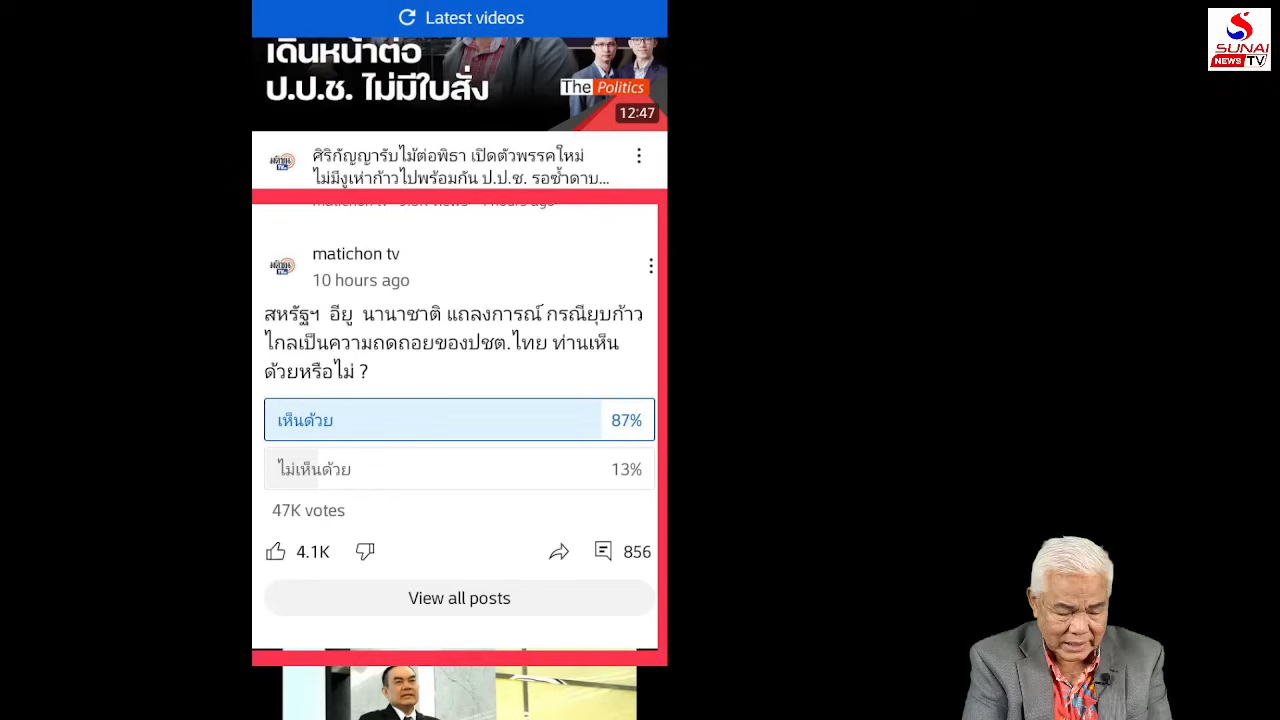 Latest videos
SUNAI
NEWS TV
เดินหน้าต่อ
ป.ป.ช. ไม่มีใบสั่ง
The Politics
12:47
ศิริกัญญารับไม้ต่อพิธา เปิดตัวพรรคใหม่
ไม่มีงูเห่าก้าวไปพร้อมกัน ป.ป.ช. รอซ้ำดาบ...
matichon tv
matichon tv
10 hours ago
สหรัฐฯ อียู นานาชาติ แถลงการณ์ กรณียุบก้าว
ไกลเป็นความถดถอยของปชต.ไทย ท่านเห็น
ด้วยหรือไม่ ?
เห็นด้วย 87%
ไม่เห็นด้วย 13%
47K votes
4.1K 856
View all posts